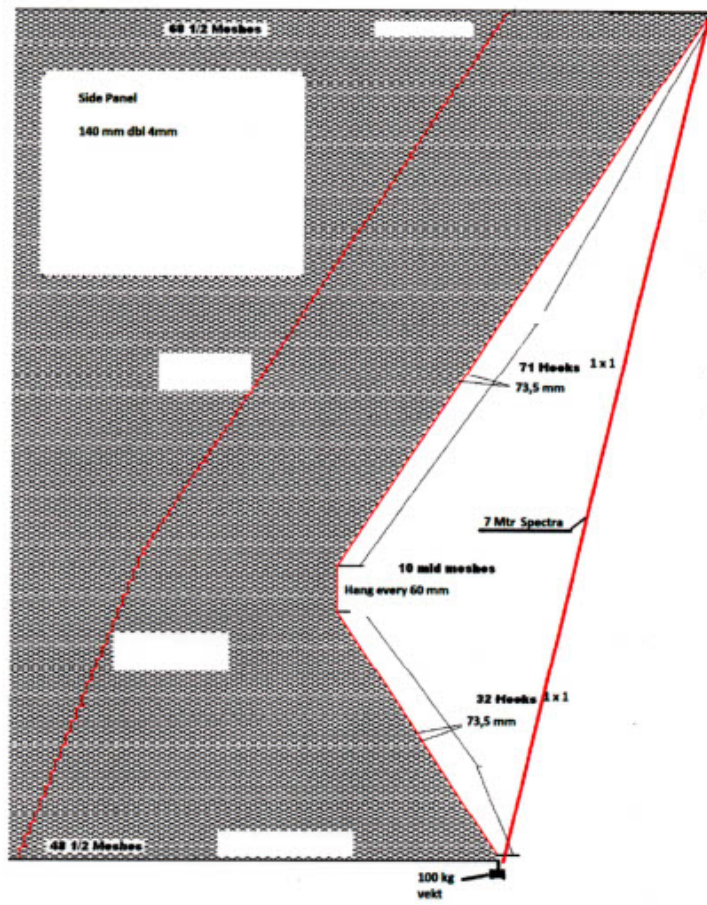 60 1/2 Meshes
Side Panel
140 mm dbl 4mm
71 Hooks 1 x 1
73,5 mm
7 Mtr Spectra
10 mid meshes
Hang every 60 mm
32 Hooks 1 x 1
73,5 mm
48 1/2 Meshes
100 kg
vekt